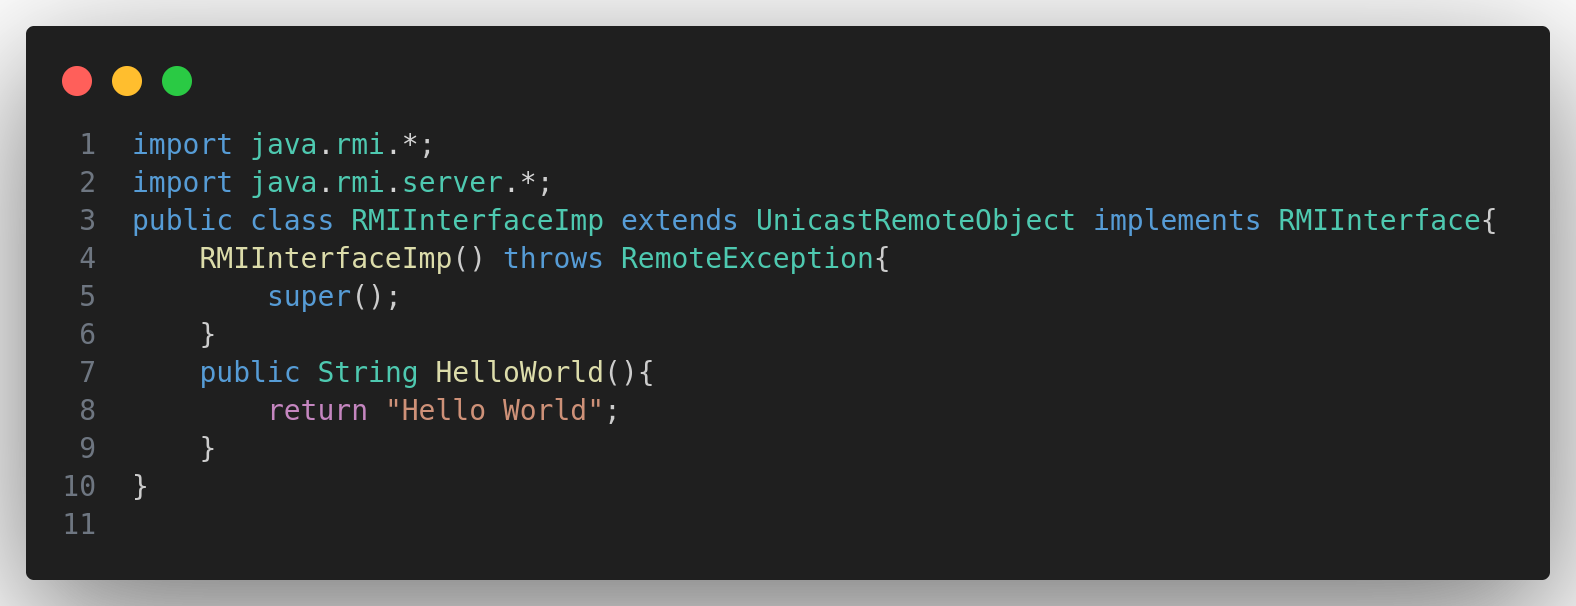 1 import java.rmi.*;
2 import java.rmi.server.*;
3 public class RMIInterfaceImp extends UnicastRemoteObject implements RMIInterface{
4     RMIInterfaceImp() throws RemoteException{
5         super();
6     }
7     public String HelloWorld(){
8         return "Hello World";
9     }
10 }
11